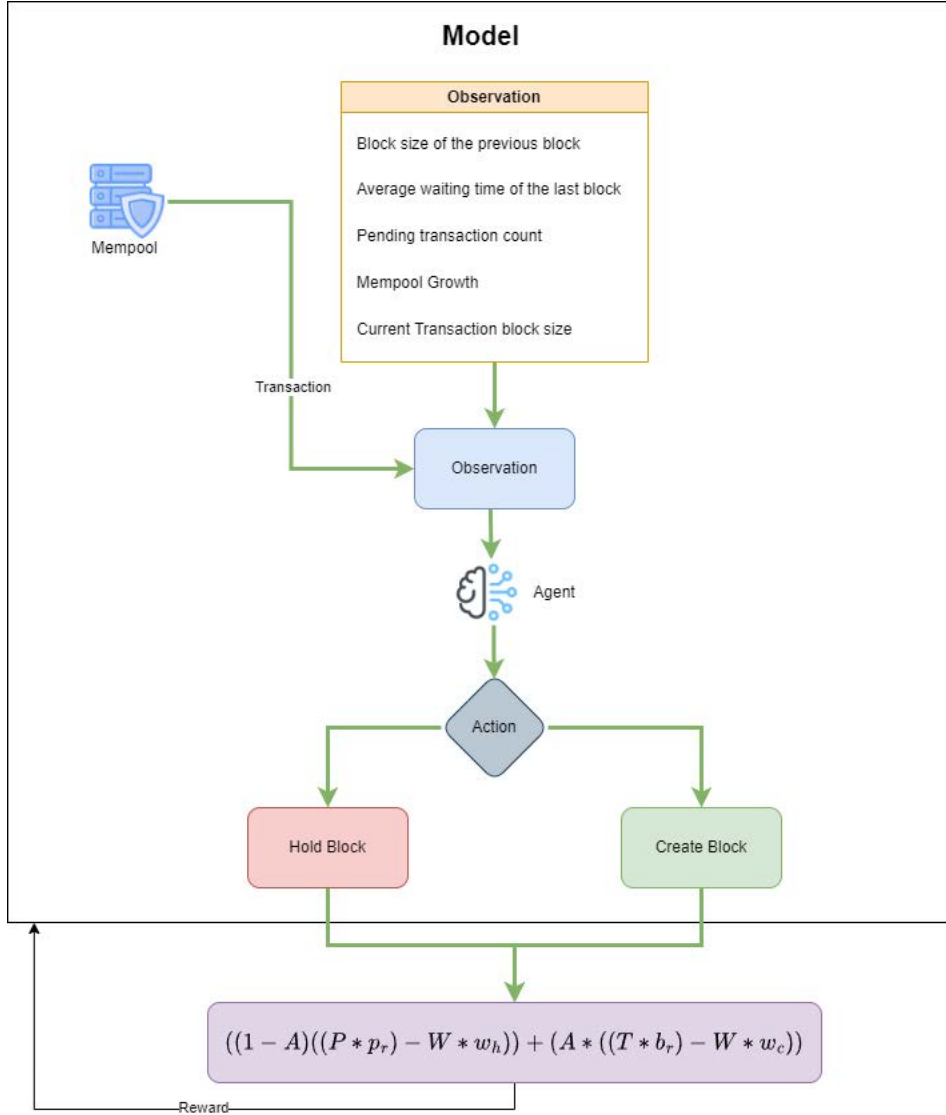 Model
Observation
Block size of the previous block
Average waiting time of the last block
Pending transaction count
Mempool Growth
Current Transaction block size
Mempool
Transaction
Observation
Agent
Action
Hold Block
Create Block
((1 − A)((P * p_r) − W * w_h)) + (A * ((T * b_r) − W * w_c))
Reward